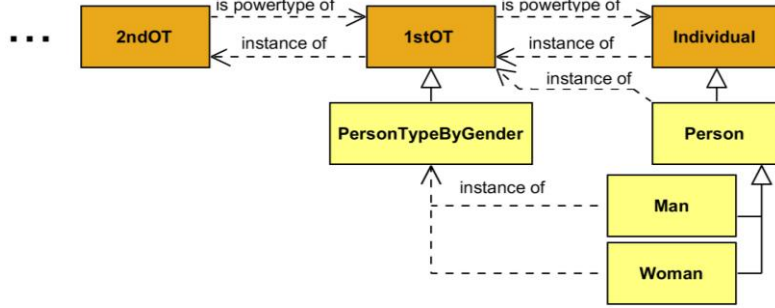 is powertype of
is powertype of
...
2ndOT
1stOT
Individual
instance of
instance of
instance of
PersonTypeByGender
Person
instance of
Man
Woman